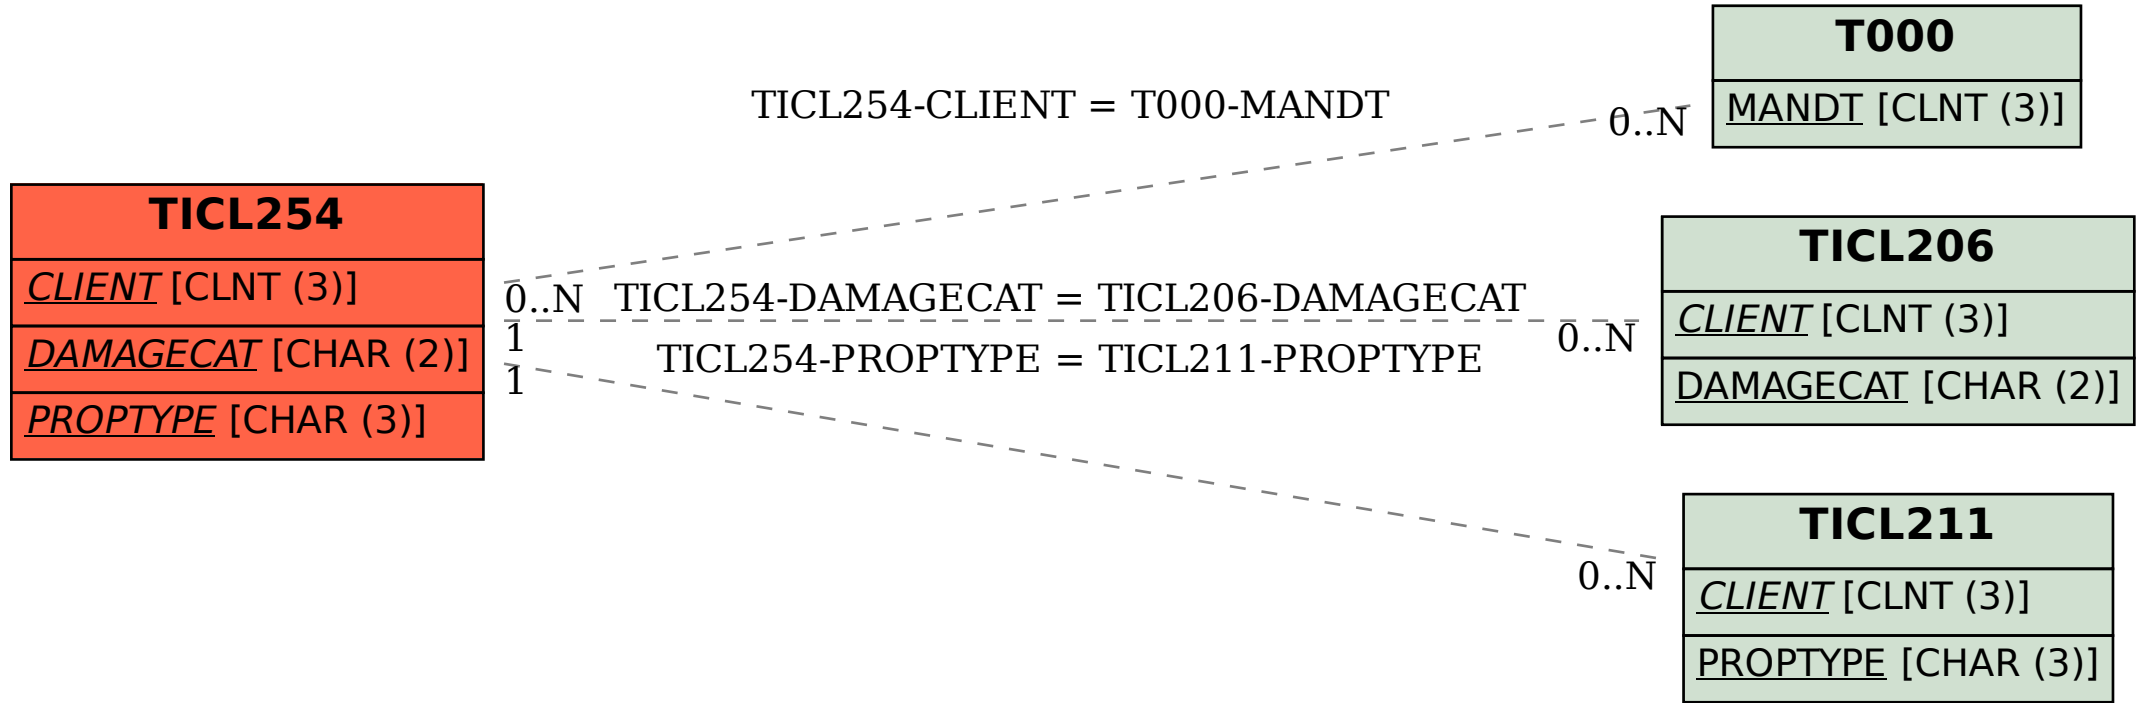 TICL254
CLIENT [CLNT (3)]
DAMAGECAT [CHAR (2)]
PROPTYPE [CHAR (3)]
TICL254-CLIENT = T000-MANDT
0..N
0..N
TICL254-DAMAGECAT = TICL206-DAMAGECAT
1
0..N
TICL254-PROPTYPE = TICL211-PROPTYPE
1
0..N
T000
MANDT [CLNT (3)]
TICL206
CLIENT [CLNT (3)]
DAMAGECAT [CHAR (2)]
TICL211
CLIENT [CLNT (3)]
PROPTYPE [CHAR (3)]